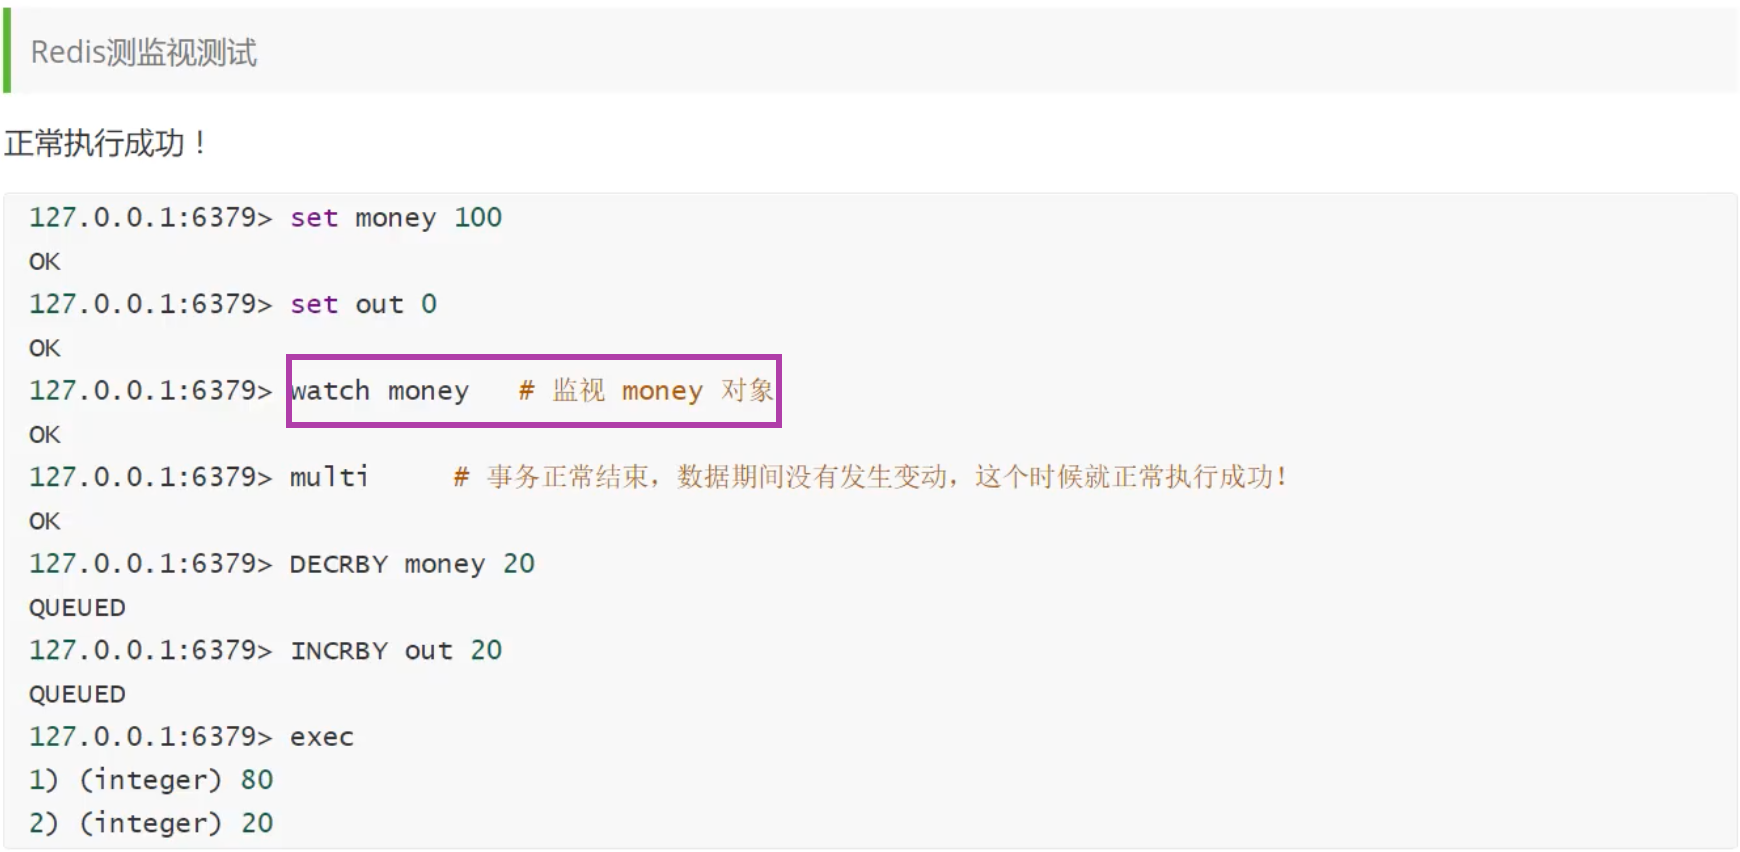 Redis测监视测试
正常执行成功！
127.0.0.1:6379> set money 100
OK
127.0.0.1:6379> set out 0
OK
127.0.0.1:6379> watch money   # 监视 money 对象
OK
127.0.0.1:6379> multi     # 事务正常结束，数据期间没有发生变动，这个时候就正常执行成功！
OK
127.0.0.1:6379> DECRBY money 20
QUEUED
127.0.0.1:6379> INCRBY out 20
QUEUED
127.0.0.1:6379> exec
1) (integer) 80
2) (integer) 20